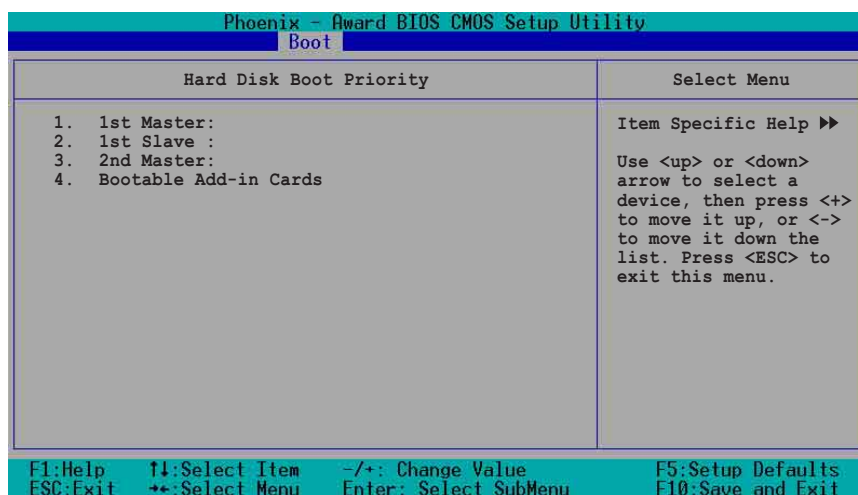 Phoenix - Award BIOS CMOS Setup Utility
Boot
Hard Disk Boot Priority
Select Menu
1. 1st Master:
2. 1st Slave :
3. 2nd Master:
4. Bootable Add-in Cards
Item Specific Help ▶▶
Use <up> or <down>
arrow to select a
device, then press <+>
to move it up, or <->
to move it down the
list. Press <ESC> to
exit this menu.
F1:Help ↑↓:Select Item -/+: Change Value F5:Setup Defaults
ESC:Exit →←:Select Menu Enter: Select SubMenu F10:Save and Exit